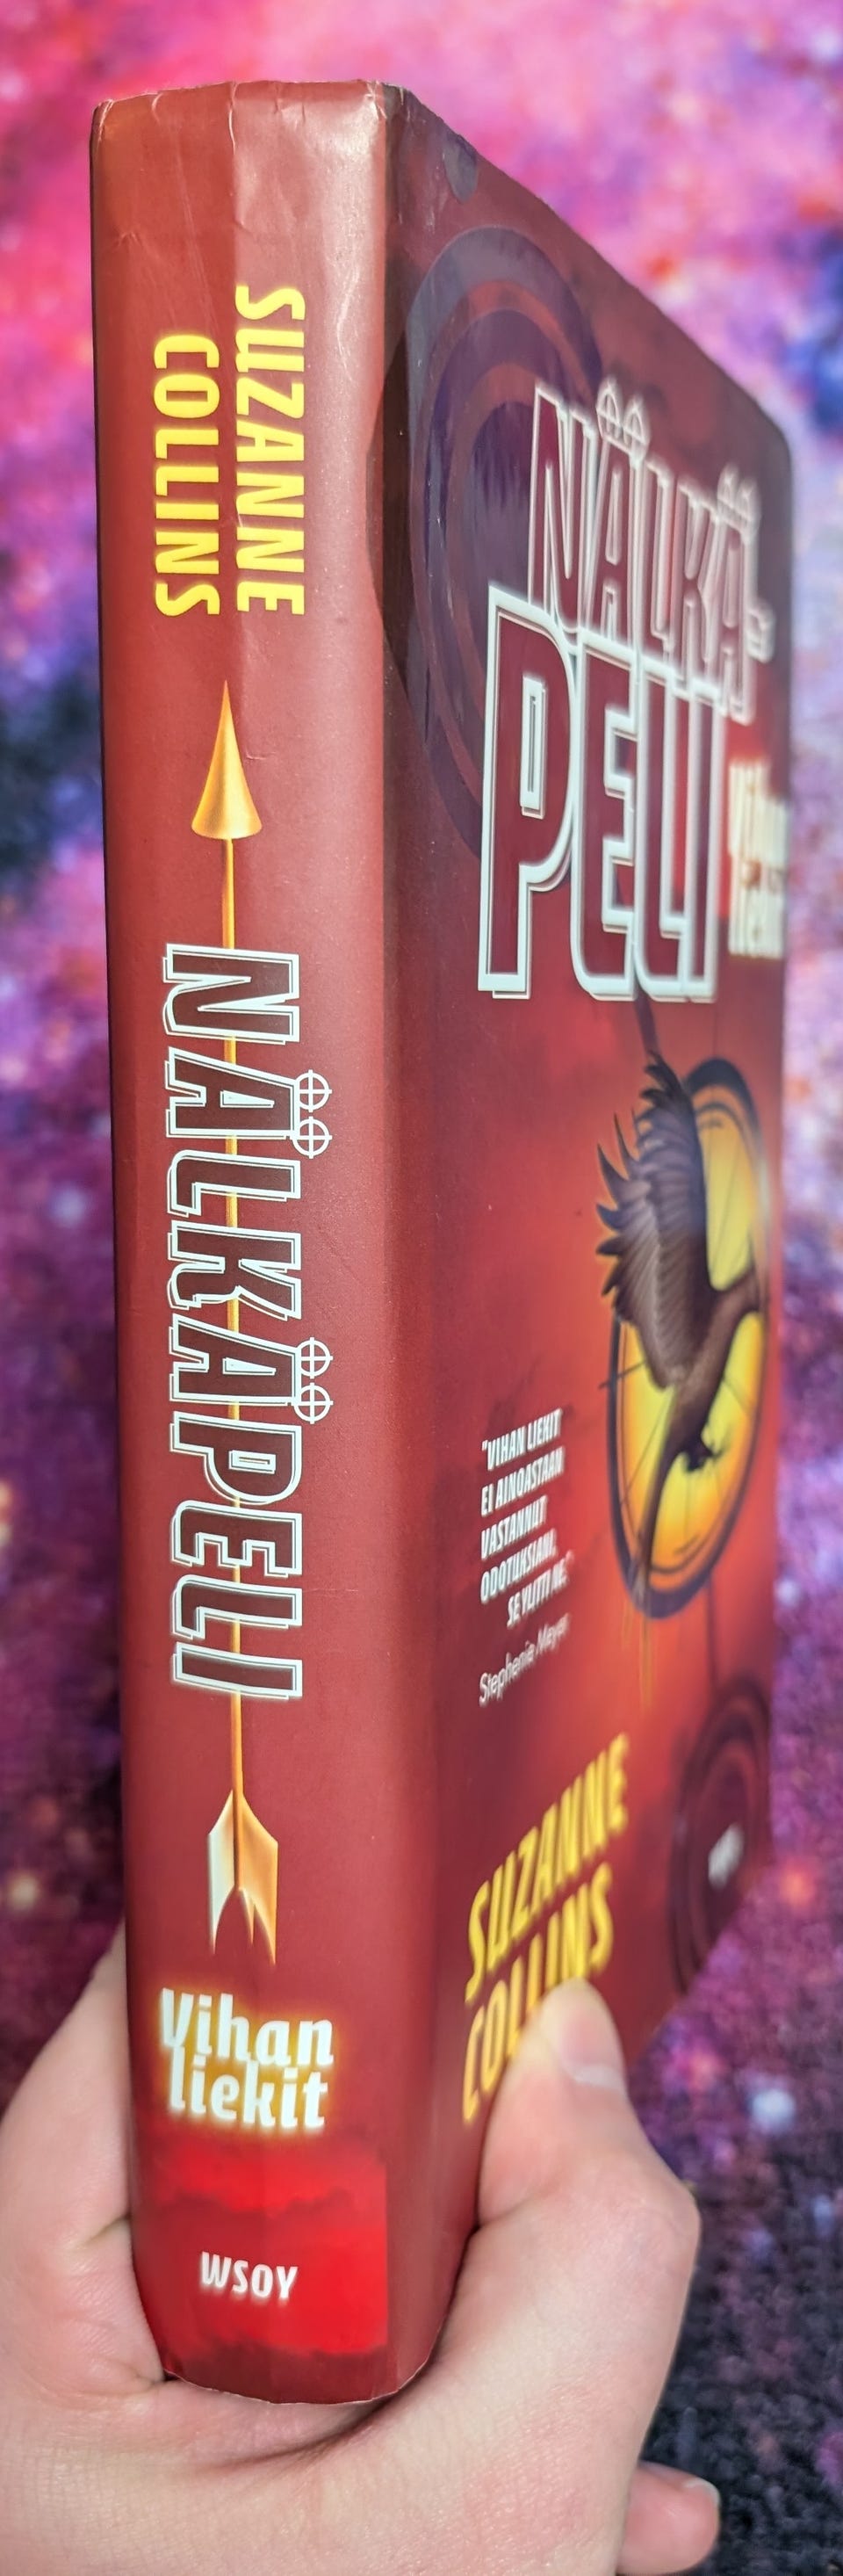 SUZANNE
COLLINS
NÄLKÄPELI
Vihan
liekit
WSOY
NÄLKÄ-
PELI
Vihan
liekit
"VIHAN LIEKIT
EI AINOASTAAN
VASTANNUT
ODOTUKSIANI,
SE YLITTI NE."
Stephenie Meyer
SUZANNE
COLLINS